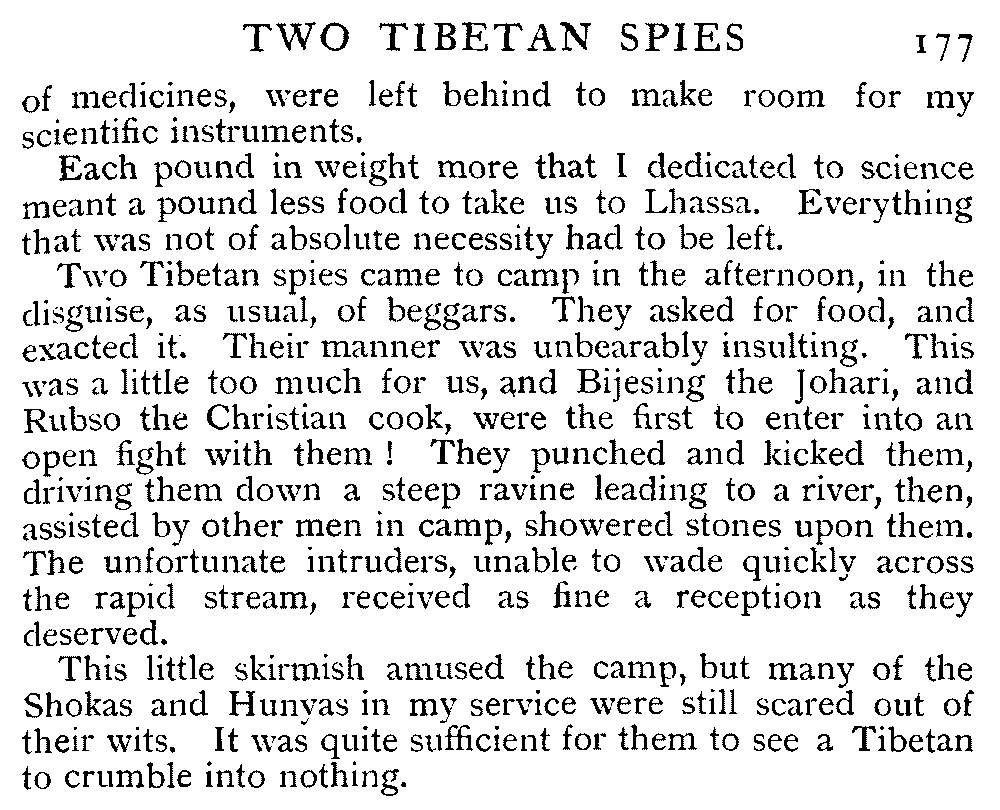 TWO TIBETAN SPIES 177
of medicines, were left behind to make room for my
scientific instruments.
Each pound in weight more that I dedicated to science
meant a pound less food to take us to Lhassa. Everything
that was not of absolute necessity had to be left.
Two Tibetan spies came to camp in the afternoon, in the
disguise, as usual, of beggars. They asked for food, and
exacted it. Their manner was unbearably insulting. This
was a little too much for us, and Bijesing the Johari, and
Rubso the Christian cook, were the first to enter into an
open fight with them ! They punched and kicked them,
driving them down a steep ravine leading to a river, then,
assisted by other men in camp, showered stones upon them.
The unfortunate intruders, unable to wade quickly across
the rapid stream, received as fine a reception as they
deserved.
This little skirmish amused the camp, but many of the
Shokas and Hunyas in my service were still scared out of
their wits. It was quite sufficient for them to see a Tibetan
to crumble into nothing.